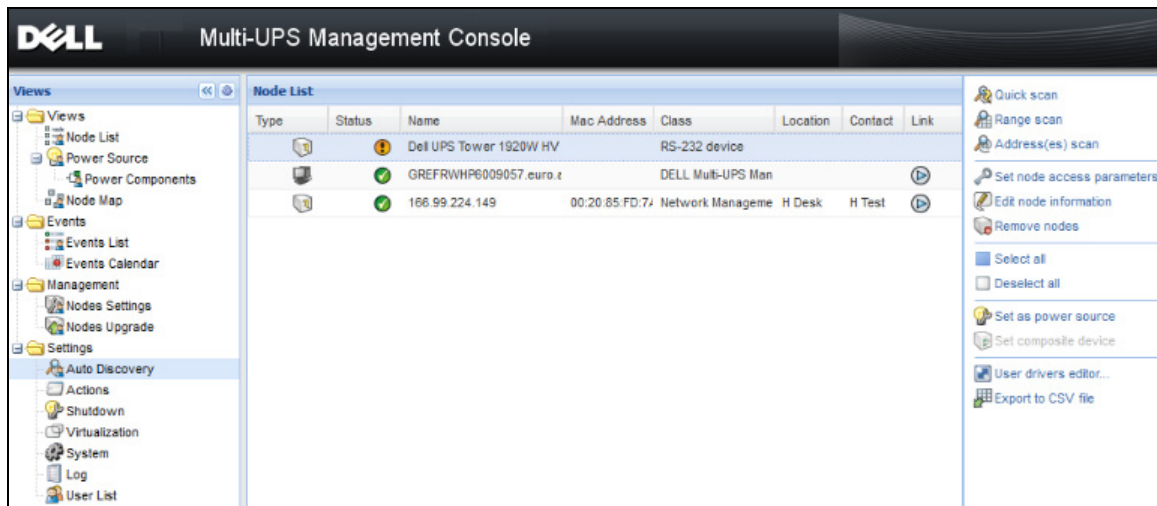 DELL
Multi-UPS Management Console
Views
Views
Node List
Power Source
Power Components
Node Map
Events
Events List
Events Calendar
Management
Nodes Settings
Nodes Upgrade
Settings
Auto Discovery
Actions
Shutdown
Virtualization
System
Log
User List
Node List
Type Status Name Mac Address Class Location Contact Link
Dell UPS Tower 1920W HV RS-232 device
GREFRWHP6009057.euro.e DELL Multi-UPS Man
166.99.224.149 00:20:85:FD:7 Network Manageme H Desk H Test
Quick scan
Range scan
Address(es) scan
Set node access parameters
Edit node information
Remove nodes
Select all
Deselect all
Set as power source
Set composite device
User drivers editor...
Export to CSV file